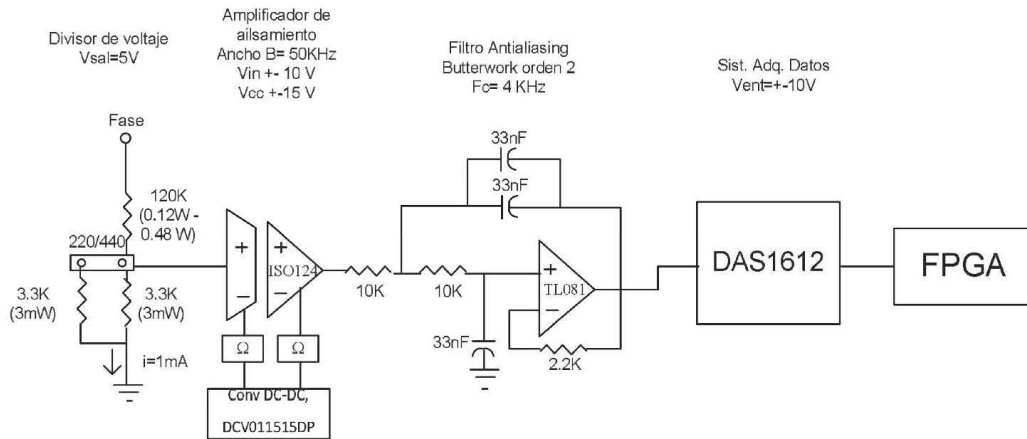 Divisor de voltaje
Vsal=5V
Amplificador de
ailsamiento
Ancho B= 50KHz
Vin +- 10 V
Vcc +-15 V
Filtro Antialiasing
Butterwork orden 2
Fc= 4 KHz
Sist. Adq. Datos
Vent=+-10V
Fase
120K
(0.12W -
0.48 W)
220/440
3.3K
(3mW)
3.3K
(3mW)
i=1mA
+
−
+
−
ISO124
Ω
Ω
Conv DC-DC,
DCV011515DP
10K
10K
33nF
33nF
33nF
+
−
TL081
2.2K
DAS1612
FPGA